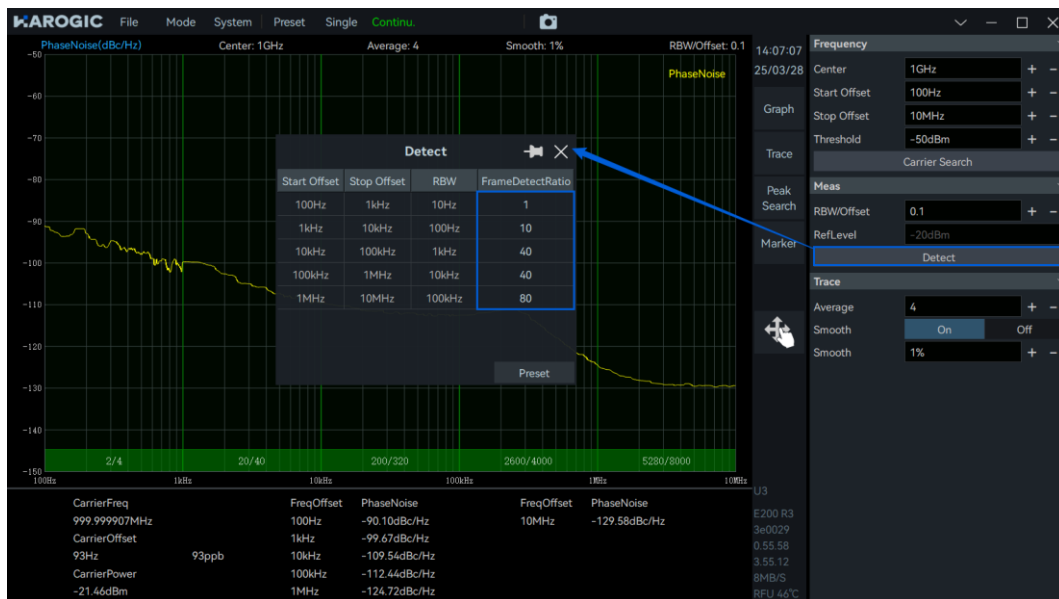 HAROGIC File Mode System Preset Single Continu.
PhaseNoise(dBc/Hz) Center: 1GHz Average: 4 Smooth: 1% RBW/Offset: 0.1
PhaseNoise
-50
-60
-70
-80
-90
-100
-110
-120
-130
-140
-150
2/4 20/40 200/320 2600/4000 5280/8000
100Hz 1kHz 10kHz 100kHz 1MHz 10MHz
Detect
Start Offset Stop Offset RBW FrameDetectRatio
100Hz 1kHz 10Hz 1
1kHz 10kHz 100Hz 10
10kHz 100kHz 1kHz 40
100kHz 1MHz 10kHz 40
1MHz 10MHz 100kHz 80
Preset
CarrierFreq FreqOffset PhaseNoise FreqOffset PhaseNoise
999.999907MHz 100Hz -90.10dBc/Hz 10MHz -129.58dBc/Hz
CarrierOffset 1kHz -99.67dBc/Hz
93Hz 93ppb 10kHz -109.54dBc/Hz
CarrierPower 100kHz -112.44dBc/Hz
-21.46dBm 1MHz -124.72dBc/Hz
14:07:07
25/03/28
Graph
Trace
Peak
Search
Marker
U3
E200 R3
3e0029
0.55.58
3.55.12
8MB/S
RFU 46°C
Frequency
Center 1GHz + -
Start Offset 100Hz + -
Stop Offset 10MHz + -
Threshold -50dBm + -
Carrier Search
Meas
RBW/Offset 0.1 + -
RefLevel -20dBm
Detect
Trace
Average 4 + -
Smooth On Off
Smooth 1% + -